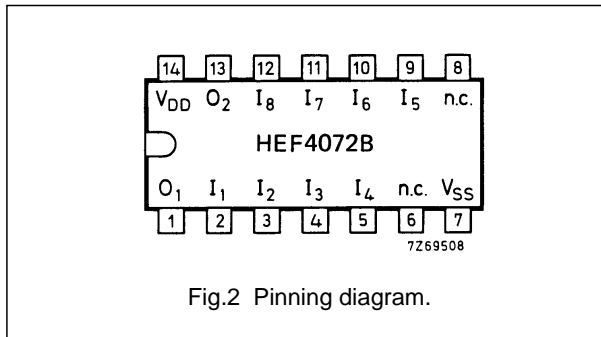 14 13 12 11 10 9 8
V_DD O_2 I_8 I_7 I_6 I_5 n.c.
HEF4072B
O_1 I_1 I_2 I_3 I_4 n.c. V_SS
1 2 3 4 5 6 7
7Z69508
Fig.2 Pinning diagram.